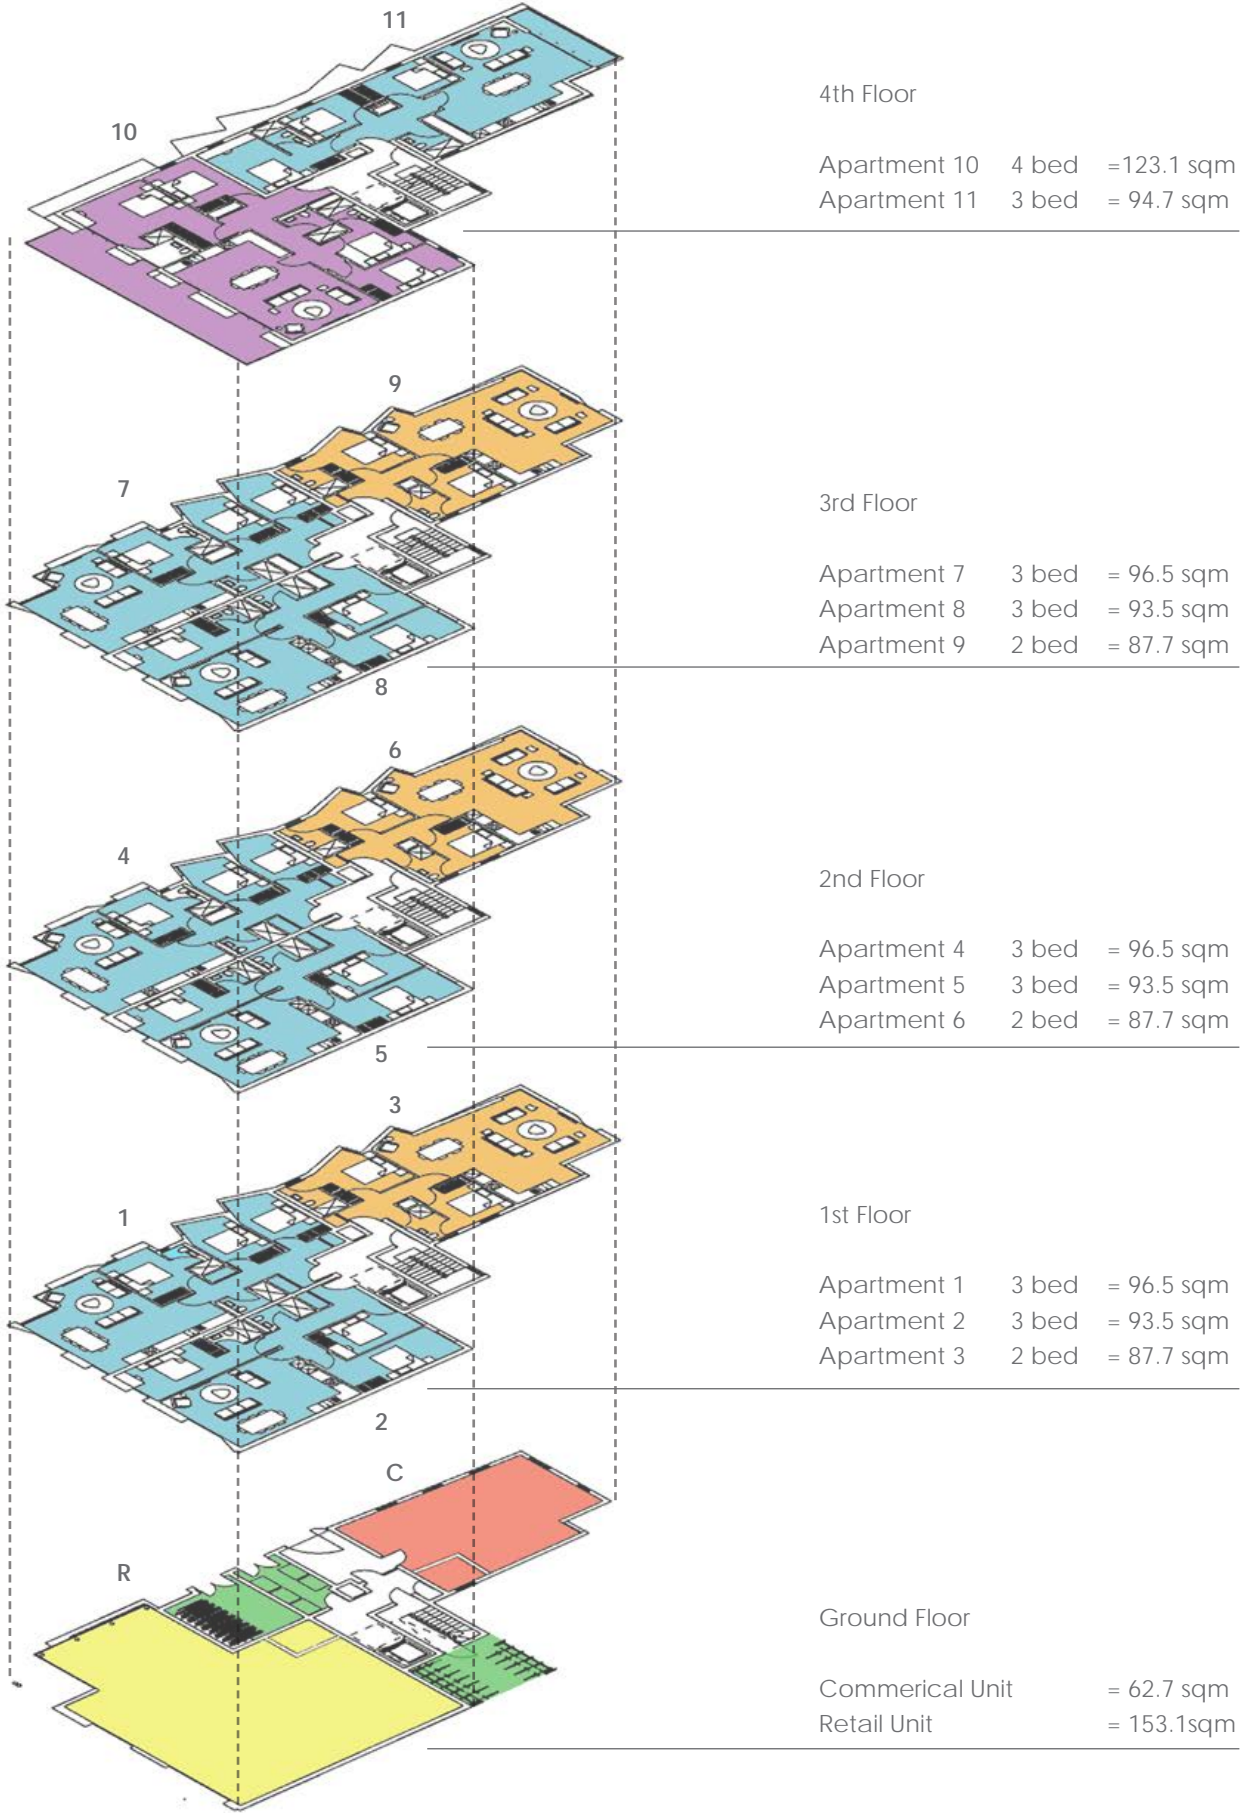 11
10
4th Floor
Apartment 10 4 bed =123.1 sqm
Apartment 11 3 bed = 94.7 sqm
9
7
3rd Floor
Apartment 7 3 bed = 96.5 sqm
Apartment 8 3 bed = 93.5 sqm
Apartment 9 2 bed = 87.7 sqm
8
6
4
2nd Floor
Apartment 4 3 bed = 96.5 sqm
Apartment 5 3 bed = 93.5 sqm
Apartment 6 2 bed = 87.7 sqm
5
3
1
1st Floor
Apartment 1 3 bed = 96.5 sqm
Apartment 2 3 bed = 93.5 sqm
Apartment 3 2 bed = 87.7 sqm
2
C
R
Ground Floor
Commerical Unit = 62.7 sqm
Retail Unit = 153.1sqm